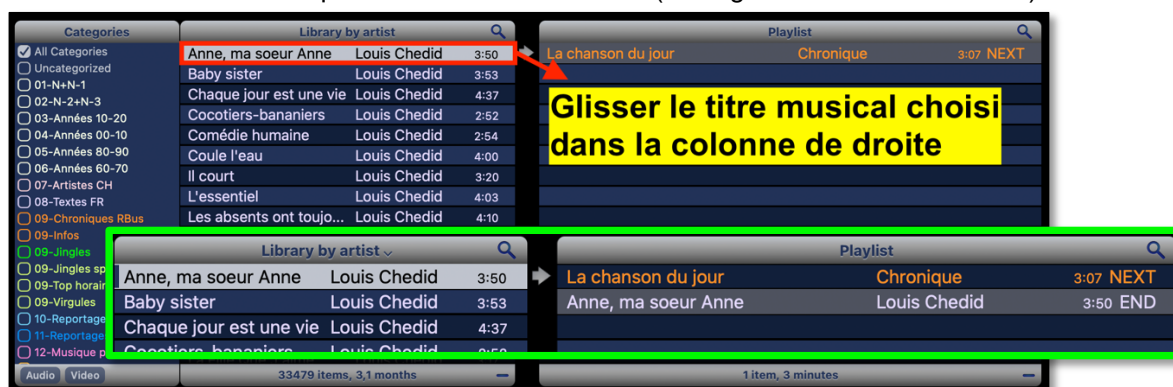 Categories
All Categories
Uncategorized
01-N+N-1
02-N-2+N-3
03-Années 10-20
04-Années 00-10
05-Années 80-90
06-Années 60-70
07-Artistes CH
08-Textes FR
09-Chroniques RBus
09-Infos
09-Jingles
09-Jingles sp
09-Top horair
09-Virgules
10-Reportage
11-Reportage
12-Musique p
Audio Video
Library by artist
Anne, ma soeur Anne Louis Chedid 3:50
Baby sister Louis Chedid 3:53
Chaque jour est une vie Louis Chedid 4:37
Cocotiers-bananiers Louis Chedid 2:52
Comédie humaine Louis Chedid 2:54
Coule l'eau Louis Chedid 4:00
Il court Louis Chedid 3:20
L'essentiel Louis Chedid 4:03
Les absents ont toujo... Louis Chedid 4:10
33479 items, 3,1 months
Playlist
La chanson du jour Chronique 3:07 NEXT
Glisser le titre musical choisi
dans la colonne de droite
1 item, 3 minutes
Library by artist
Anne, ma soeur Anne Louis Chedid 3:50
Baby sister Louis Chedid 3:53
Chaque jour est une vie Louis Chedid 4:37
Cocotiers-bananiers Louis Chedid
Playlist
La chanson du jour Chronique 3:07 NEXT
Anne, ma soeur Anne Louis Chedid 3:50 END